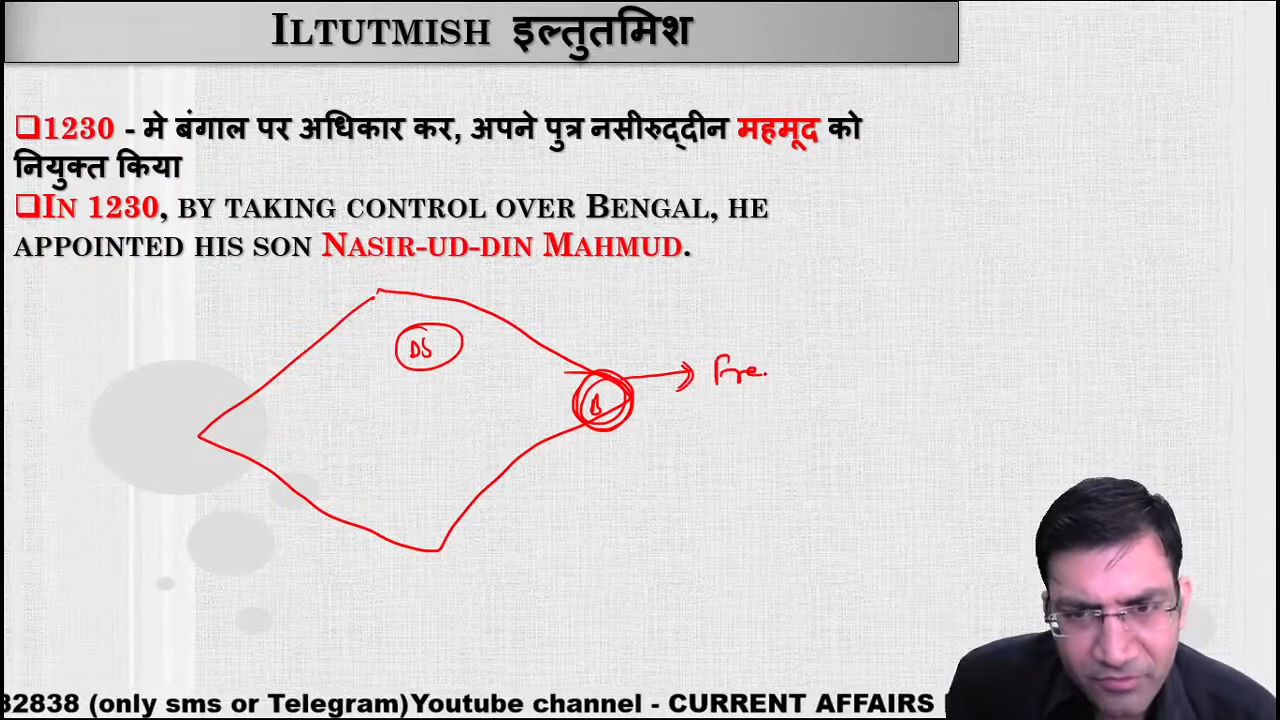 ILTUTMISH इल्तुतमिश
❑1230 - मे बंगाल पर अधिकार कर, अपने पुत्र नसीरुद्दीन महमूद को
नियुक्त किया
❑IN 1230, BY TAKING CONTROL OVER BENGAL, HE
APPOINTED HIS SON NASIR-UD-DIN MAHMUD.
DS
B
Fre.
32838 (only sms or Telegram)Youtube channel - CURRENT AFFAIRS